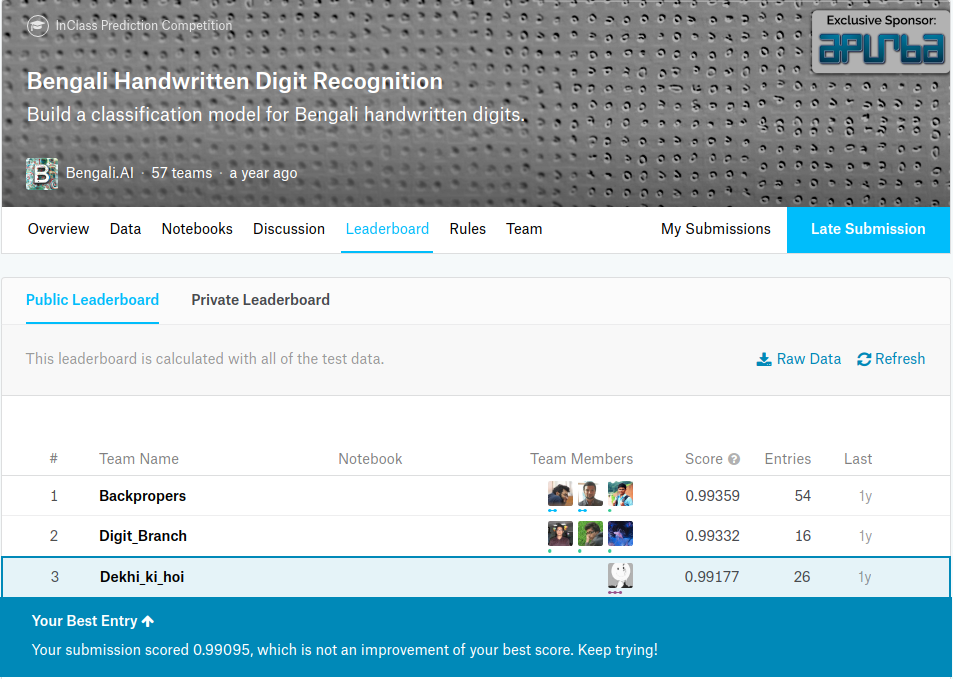 InClass Prediction Competition
Exclusive Sponsor:
apurba
Bengali Handwritten Digit Recognition
Build a classification model for Bengali handwritten digits.
B Bengali.AI · 57 teams · a year ago
Overview Data Notebooks Discussion Leaderboard Rules Team My Submissions Late Submission
Public Leaderboard Private Leaderboard
This leaderboard is calculated with all of the test data. Raw Data Refresh
# Team Name Notebook Team Members Score ? Entries Last
1 Backpropers 0.99359 54 1y
2 Digit_Branch 0.99332 16 1y
3 Dekhi_ki_hoi 0.99177 26 1y
Your Best Entry
Your submission scored 0.99095, which is not an improvement of your best score. Keep trying!